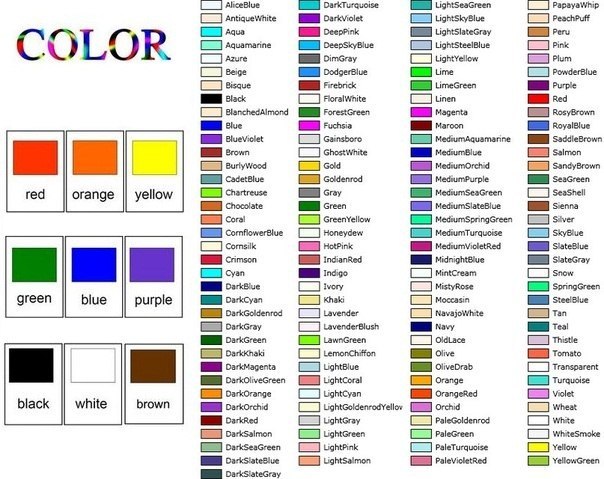 COLOR
red orange yellow
green blue purple
black white brown
AliceBlue
AntiqueWhite
Aqua
Aquamarine
Azure
Beige
Bisque
Black
BlanchedAlmond
Blue
BlueViolet
Brown
BurlyWood
CadetBlue
Chartreuse
Chocolate
Coral
CornflowerBlue
Cornsilk
Crimson
Cyan
DarkBlue
DarkCyan
DarkGoldenrod
DarkGray
DarkGreen
DarkKhaki
DarkMagenta
DarkOliveGreen
DarkOrange
DarkOrchid
DarkRed
DarkSalmon
DarkSeaGreen
DarkSlateBlue
DarkSlateGray
DarkTurquoise
DarkViolet
DeepPink
DeepSkyBlue
DimGray
DodgerBlue
Firebrick
FloralWhite
ForestGreen
Fuchsia
Gainsboro
GhostWhite
Gold
Goldenrod
Gray
Green
GreenYellow
Honeydew
HotPink
IndianRed
Indigo
Ivory
Khaki
Lavender
LavenderBlush
LawnGreen
LemonChiffon
LightBlue
LightCoral
LightCyan
LightGoldenrodYellow
LightGray
LightGreen
LightPink
LightSalmon
LightSeaGreen
LightSkyBlue
LightSlateGray
LightSteelBlue
LightYellow
Lime
LimeGreen
Linen
Magenta
Maroon
MediumAquamarine
MediumBlue
MediumOrchid
MediumPurple
MediumSeaGreen
MediumSlateBlue
MediumSpringGreen
MediumTurquoise
MediumVioletRed
MidnightBlue
MintCream
MistyRose
Moccasin
NavajoWhite
Navy
OldLace
Olive
OliveDrab
Orange
OrangeRed
Orchid
PaleGoldenrod
PaleGreen
PaleTurquoise
PaleVioletRed
PapayaWhip
PeachPuff
Peru
Pink
Plum
PowderBlue
Purple
Red
RosyBrown
RoyalBlue
SaddleBrown
Salmon
SandyBrown
SeaGreen
SeaShell
Sienna
Silver
SkyBlue
SlateBlue
SlateGray
Snow
SpringGreen
SteelBlue
Tan
Teal
Thistle
Tomato
Transparent
Turquoise
Violet
Wheat
White
WhiteSmoke
Yellow
YellowGreen